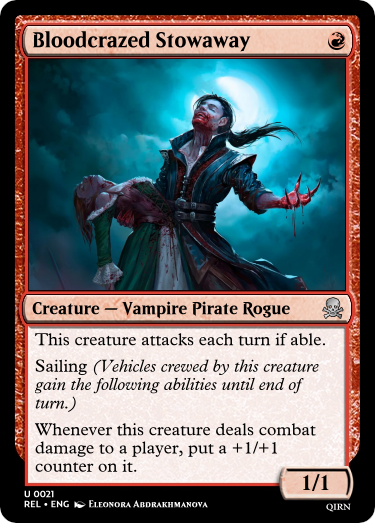 Bloodcrazed Stowaway
Creature — Vampire Pirate Rogue
This creature attacks each turn if able.
Sailing (Vehicles crewed by this creature
gain the following abilities until end of
turn.)
Whenever this creature deals combat
damage to a player, put a +1/+1
counter on it.
1/1
U 0021
REL • ENG Eleonora Abdrakhmanova
QIRN